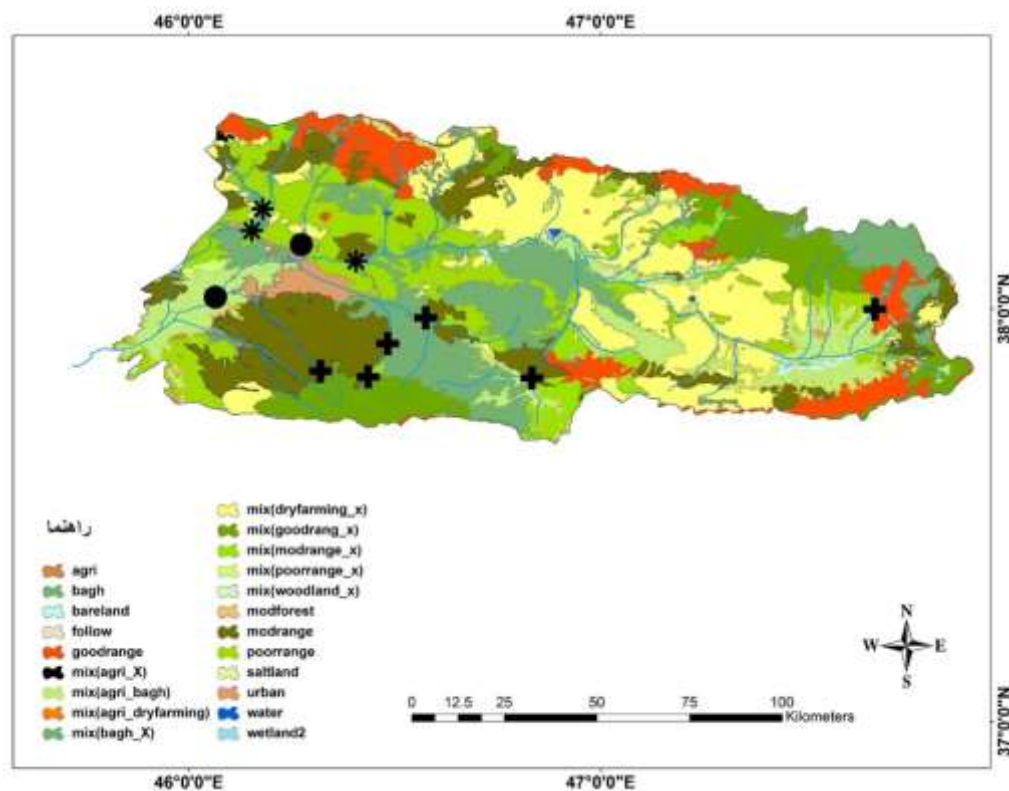 46°0'0"E 47°0'0"E
38°0'0"N
راهنما
agri
bagh
bareland
follow
goodrange
mix(agri_X)
mix(agri_bagh)
mix(agri_dryfarming)
mix(bagh_X)
mix(dryfarming_x)
mix(goodrang_x)
mix(modrange_x)
mix(poorrange_x)
mix(woodland_x)
modforest
modrange
poorrange
saltland
urban
water
wetland2
N
W E
S
0 12.5 25 50 75 100
Kilometers
37°0'0"N
46°0'0"E 47°0'0"E